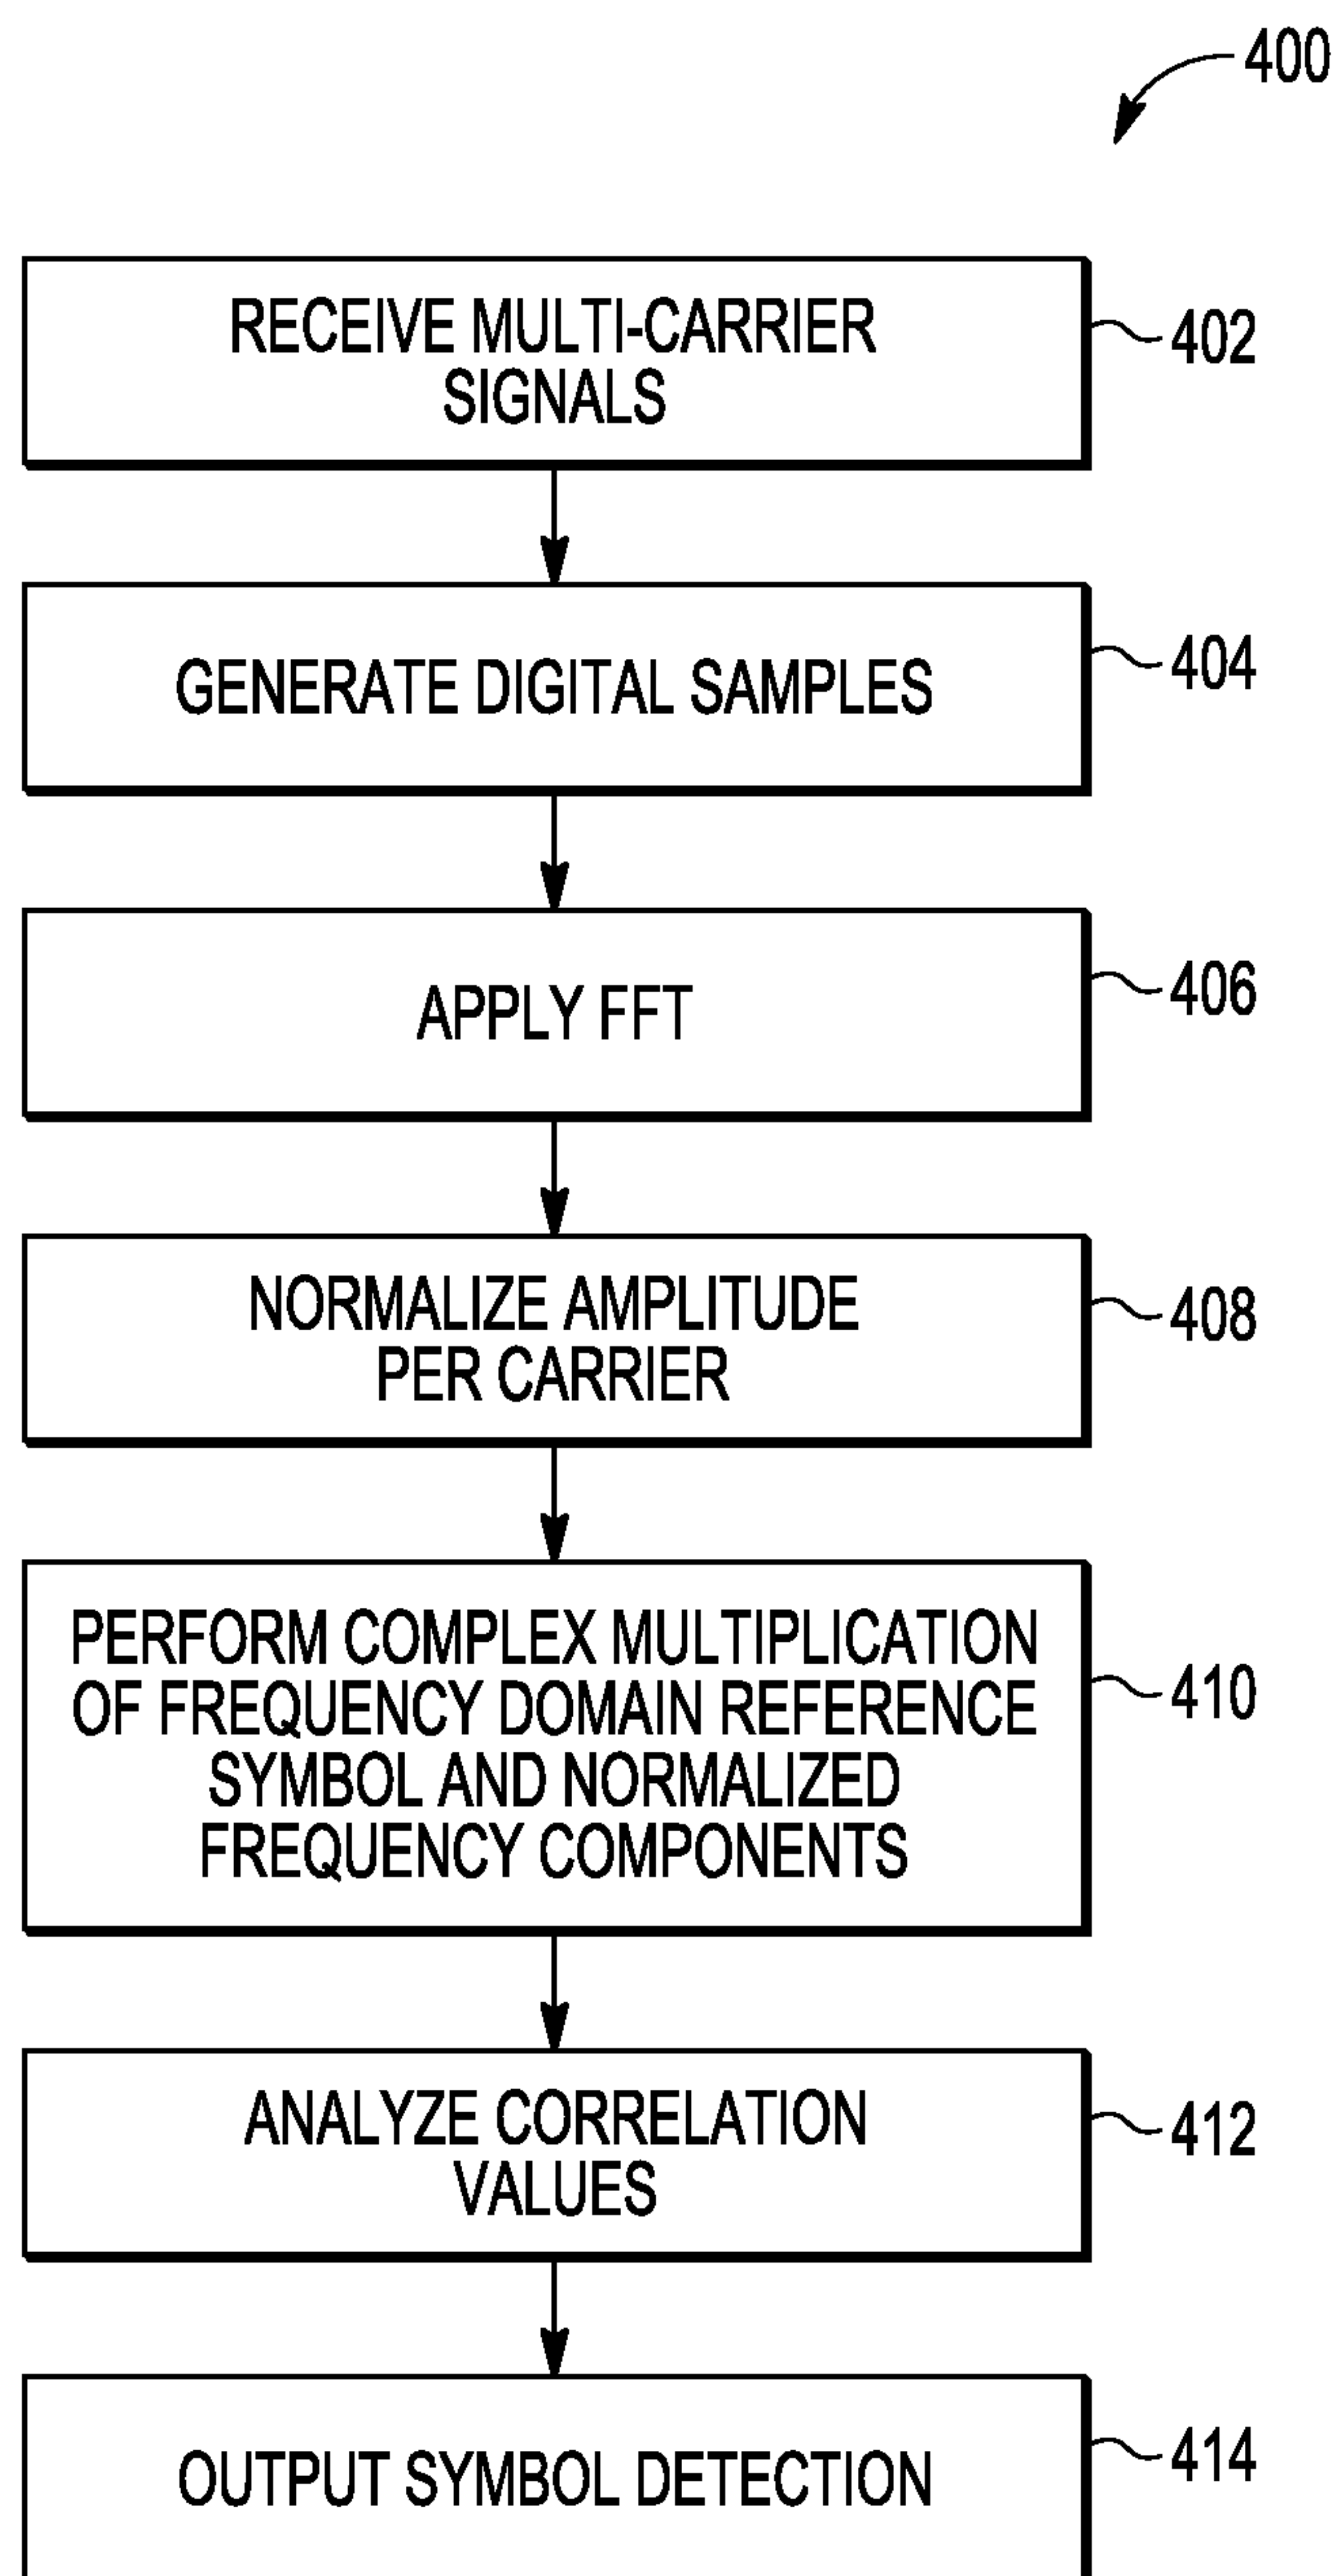 400
RECEIVE MULTI-CARRIER
SIGNALS
402
GENERATE DIGITAL SAMPLES
404
APPLY FFT
406
NORMALIZE AMPLITUDE
PER CARRIER
408
PERFORM COMPLEX MULTIPLICATION
OF FREQUENCY DOMAIN REFERENCE
SYMBOL AND NORMALIZED
FREQUENCY COMPONENTS
410
ANALYZE CORRELATION
VALUES
412
OUTPUT SYMBOL DETECTION
414